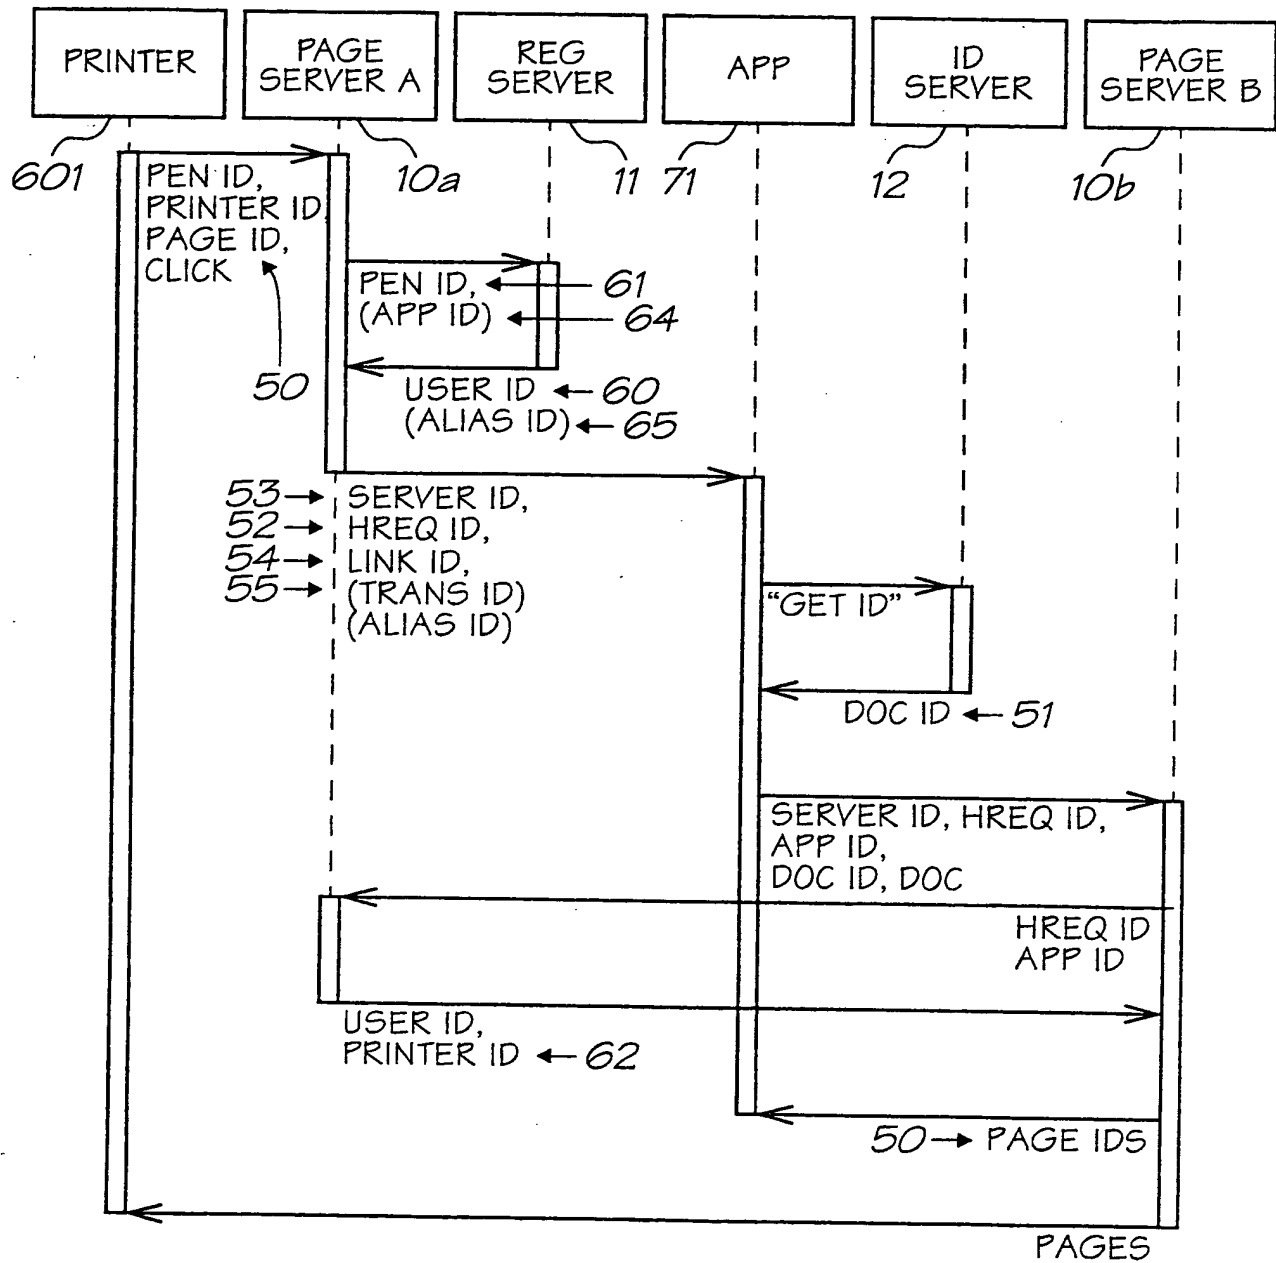 PRINTER
PAGE
SERVER A
REG
SERVER
APP
ID
SERVER
PAGE
SERVER B
601
10a
11
71
12
10b
PEN ID,
PRINTER ID,
PAGE ID,
CLICK
50
PEN ID,
61
(APP ID)
64
USER ID
60
(ALIAS ID)
65
53
SERVER ID,
52
HREQ ID,
54
LINK ID,
55
(TRANS ID)
(ALIAS ID)
"GET ID"
DOC ID
51
SERVER ID, HREQ ID,
APP ID,
DOC ID, DOC
HREQ ID
APP ID
USER ID,
PRINTER ID
62
50
PAGE IDS
PAGES